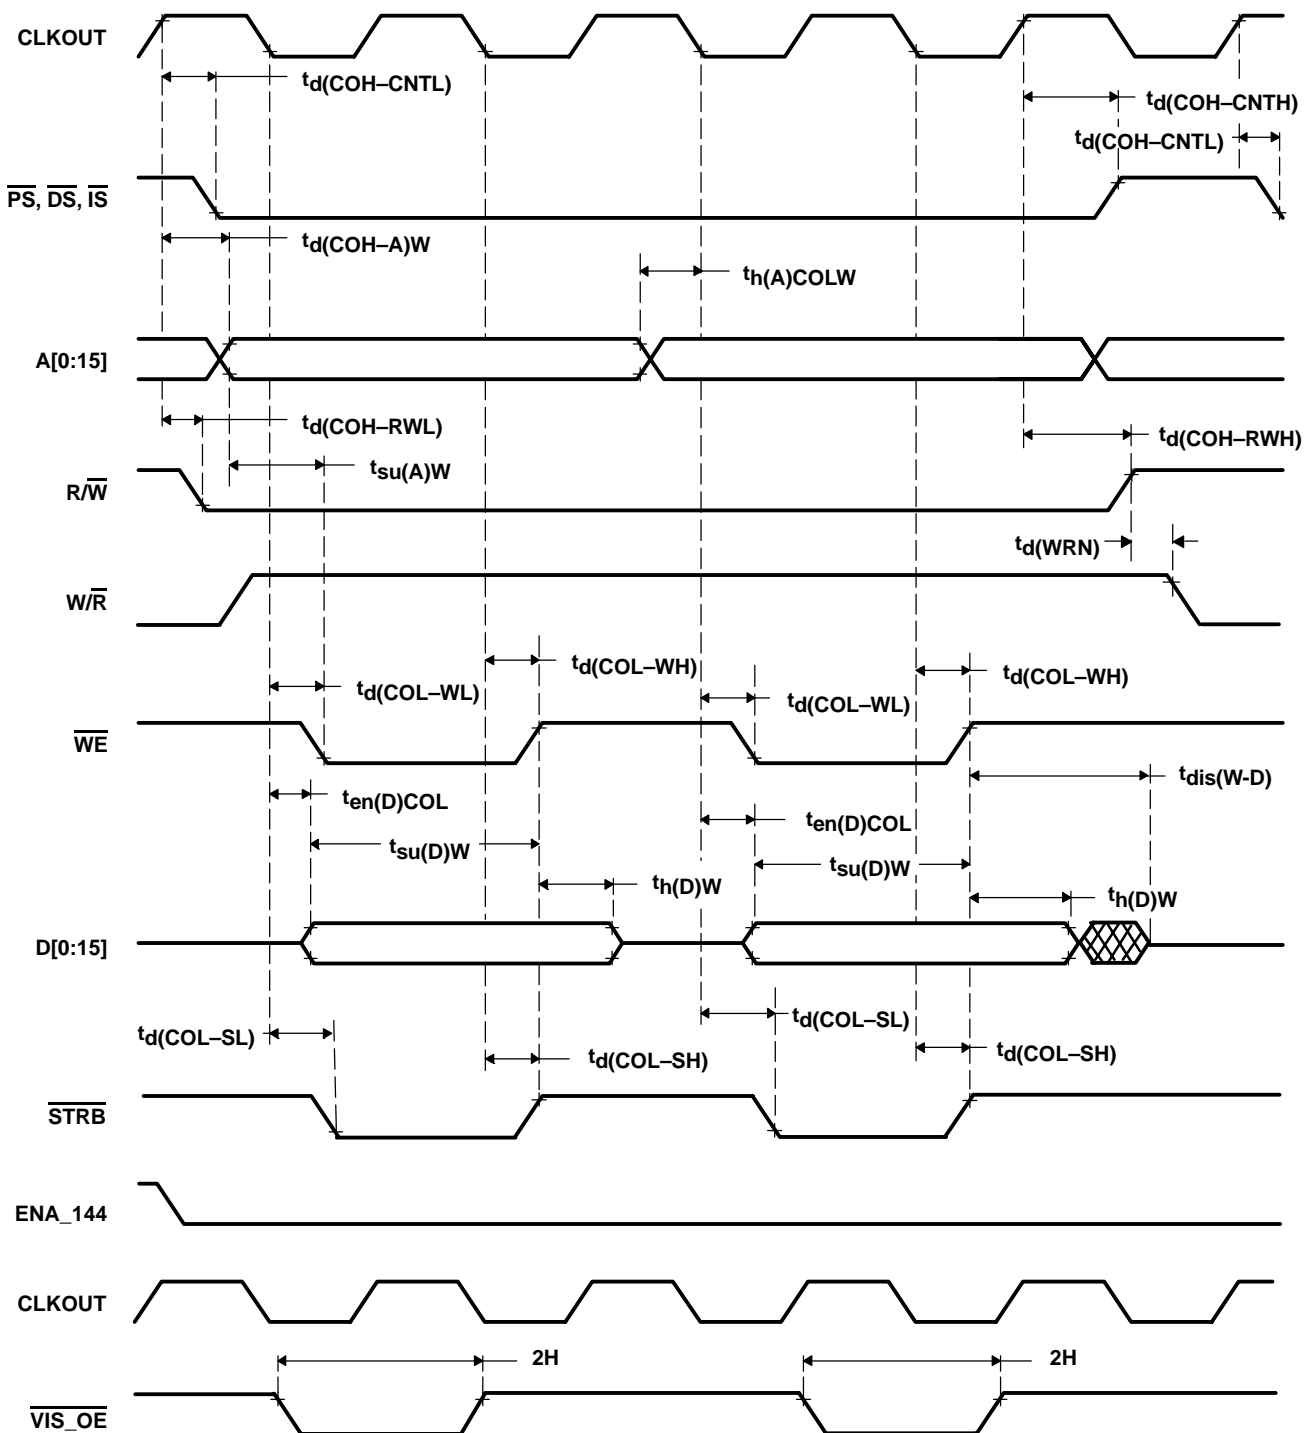 CLKOUT
td(COH–CNTL)
td(COH–CNTH)
td(COH–CNTL)
PS, DS, IS
td(COH–A)W
th(A)COLW
A[0:15]
td(COH–RWL)
td(COH–RWH)
tsu(A)W
R/W
td(WRN)
W/R
td(COL–WH)
td(COL–WH)
td(COL–WL)
td(COL–WL)
WE
tdis(W-D)
ten(D)COL
ten(D)COL
tsu(D)W
tsu(D)W
th(D)W
th(D)W
D[0:15]
td(COL–SL)
td(COL–SL)
td(COL–SH)
td(COL–SH)
STRB
ENA_144
CLKOUT
2H
2H
VIS_OE